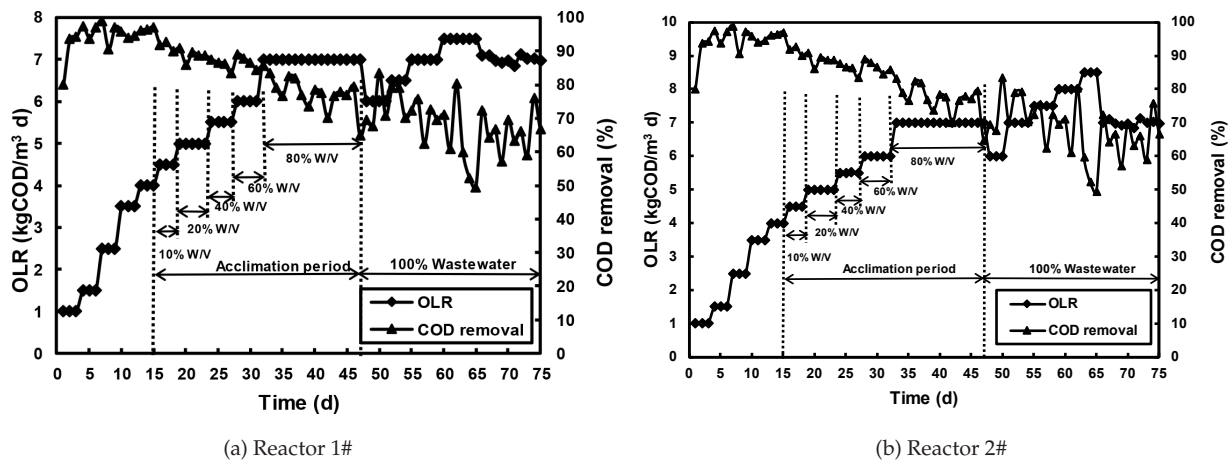 8
7
6
5
4
3
2
1
0
OLR (kgCOD/m³ d)
100
90
80
70
60
50
40
30
20
10
0
COD removal (%)
80% W/V
60% W/V
40% W/V
20% W/V
10% W/V
Acclimation period
100% Wastewater
OLR
COD removal
0 5 10 15 20 25 30 35 40 45 50 55 60 65 70 75
Time (d)
(a) Reactor 1#
10
9
8
7
6
5
4
3
2
1
0
OLR (kgCOD/m³ d)
100
90
80
70
60
50
40
30
20
10
0
COD removal (%)
80% W/V
60% W/V
40% W/V
20% W/V
10% W/V
Acclimation period
100% Wastewater
OLR
COD removal
0 5 10 15 20 25 30 35 40 45 50 55 60 65 70 75
Time (d)
(b) Reactor 2#